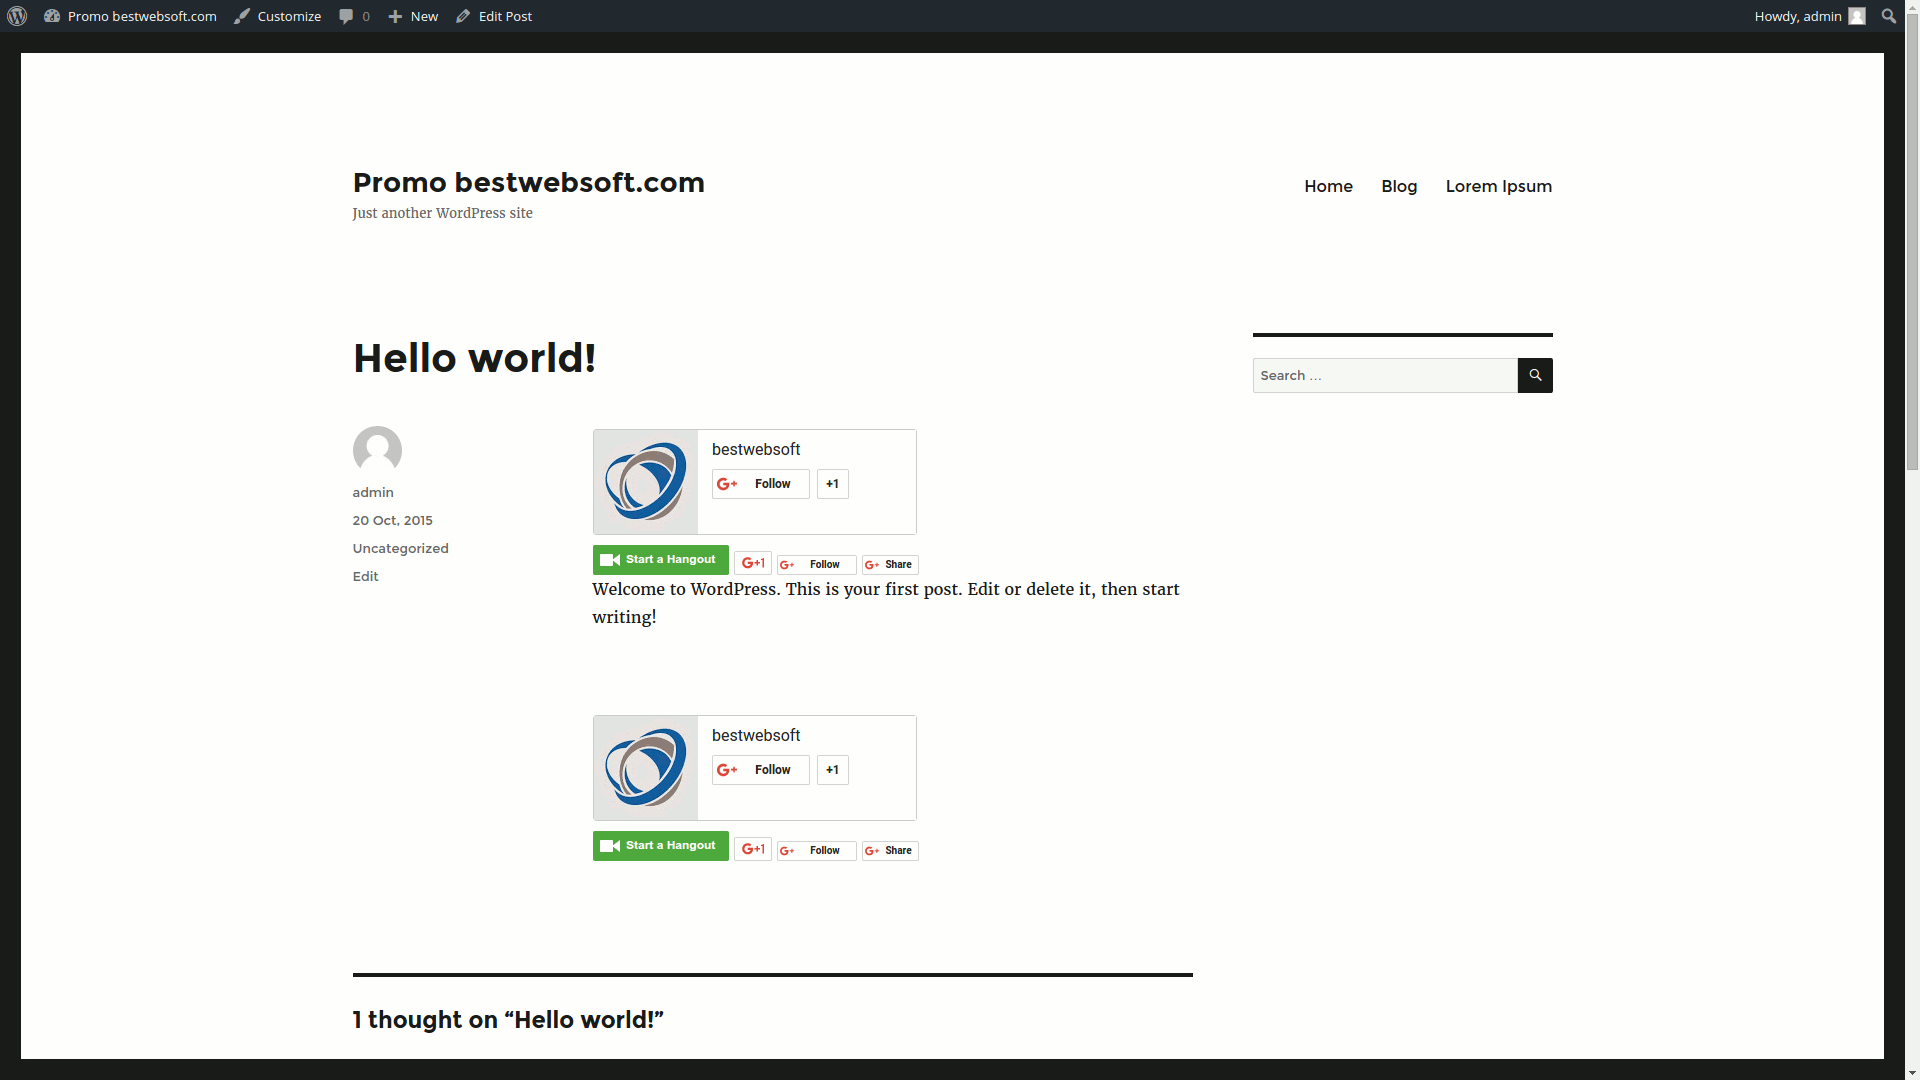 Promo bestwebsoft.com Customize 0 New Edit Post Howdy, admin
Promo bestwebsoft.com
Just another WordPress site
Home Blog Lorem Ipsum
Hello world!
Search ...
admin
20 Oct, 2015
Uncategorized
Edit
bestwebsoft
G+ Follow +1
Start a Hangout G+1 G+ Follow G+ Share
Welcome to WordPress. This is your first post. Edit or delete it, then start
writing!
bestwebsoft
G+ Follow +1
Start a Hangout G+1 G+ Follow G+ Share
1 thought on “Hello world!”